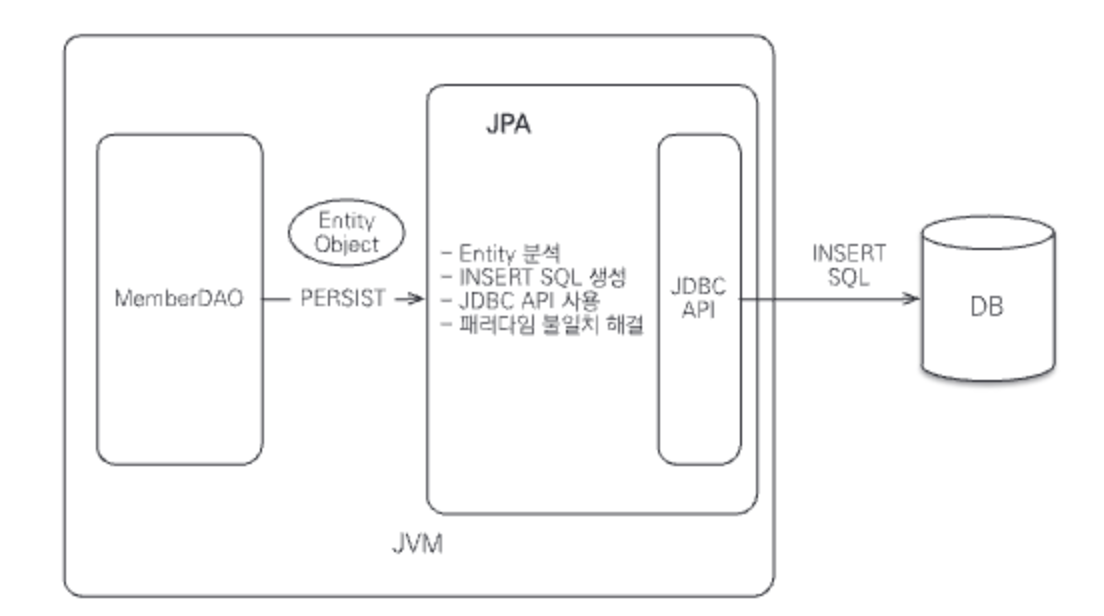 JPA
Entity
Object
MemberDAO
PERSIST
- Entity 분석
- INSERT SQL 생성
- JDBC API 사용
- 패러다임 불일치 해결
JDBC
API
INSERT
SQL
DB
JVM